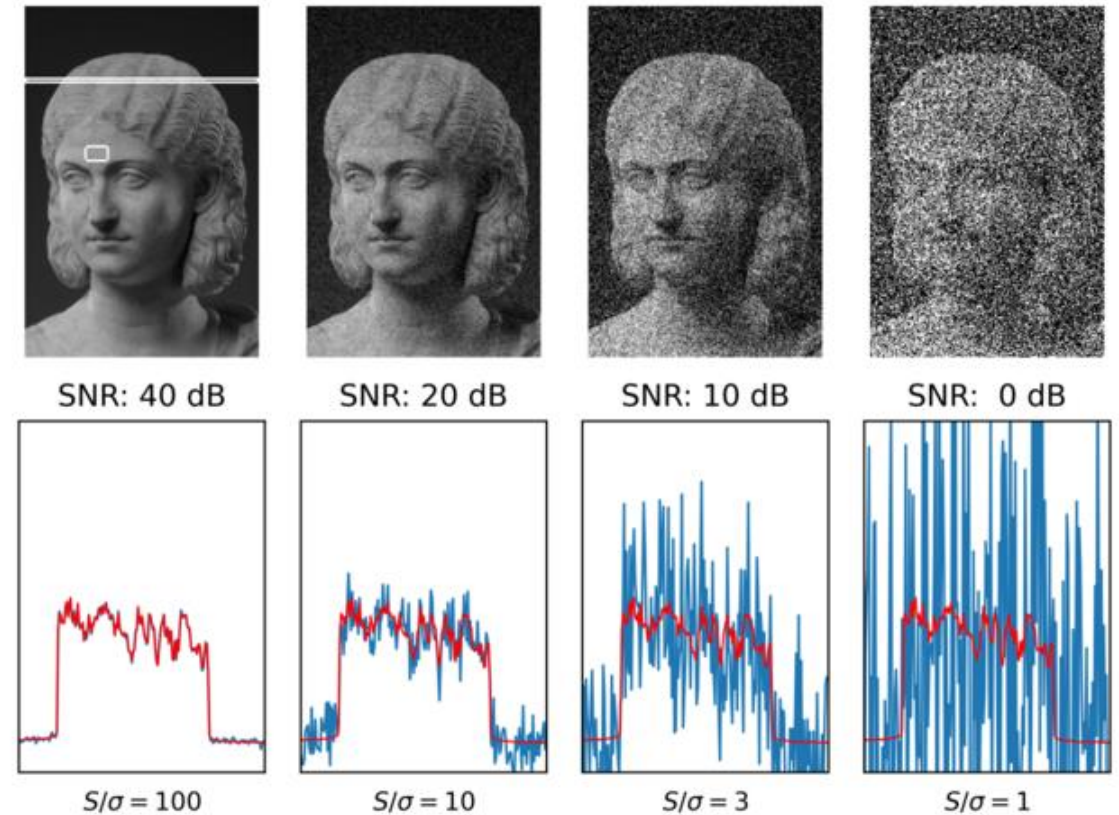 SNR: 40 dB
SNR: 20 dB
SNR: 10 dB
SNR: 0 dB
S/σ = 100
S/σ = 10
S/σ = 3
S/σ = 1